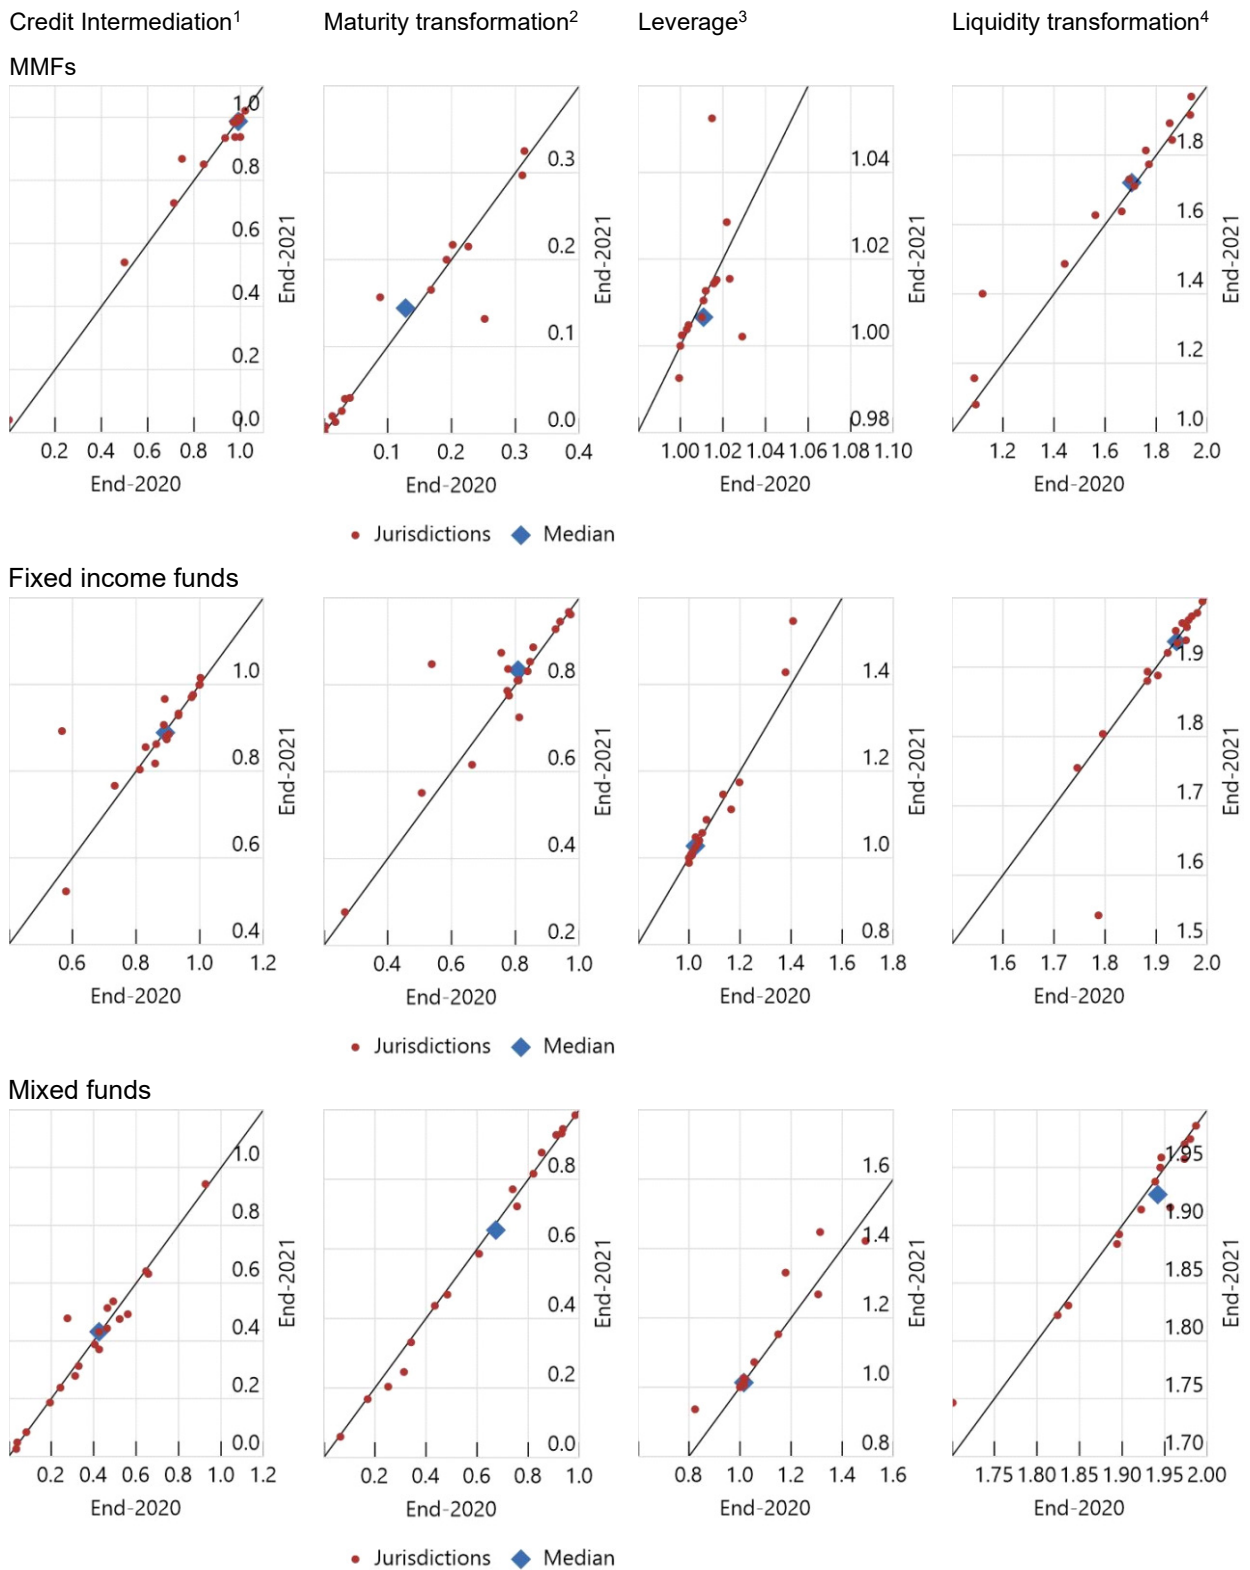 Credit Intermediation¹ Maturity transformation² Leverage³ Liquidity transformation⁴
MMFs
1.0 0.8 0.6 0.4 0.2 0.0
End-2021
0.2 0.4 0.6 0.8 1.0
End-2020
0.3 0.2 0.1 0.0
End-2021
0.1 0.2 0.3 0.4
End-2020
1.04 1.02 1.00 0.98
End-2021
1.00 1.02 1.04 1.06 1.08 1.10
End-2020
1.8 1.6 1.4 1.2 1.0
End-2021
1.2 1.4 1.6 1.8 2.0
End-2020
Jurisdictions Median
Fixed income funds
1.0 0.8 0.6 0.4
End-2021
0.6 0.8 1.0 1.2
End-2020
0.8 0.6 0.4 0.2
End-2021
0.4 0.6 0.8 1.0
End-2020
1.4 1.2 1.0 0.8
End-2021
1.0 1.2 1.4 1.6 1.8
End-2020
1.9 1.8 1.7 1.6 1.5
End-2021
1.6 1.7 1.8 1.9 2.0
End-2020
Jurisdictions Median
Mixed funds
1.0 0.8 0.6 0.4 0.2 0.0
End-2021
0.2 0.4 0.6 0.8 1.0 1.2
End-2020
0.8 0.6 0.4 0.2 0.0
End-2021
0.2 0.4 0.6 0.8 1.0
End-2020
1.6 1.4 1.2 1.0 0.8
End-2021
0.8 1.0 1.2 1.4 1.6
End-2020
1.95 1.90 1.85 1.80 1.75 1.70
End-2021
1.75 1.80 1.85 1.90 1.95 2.00
End-2020
Jurisdictions Median